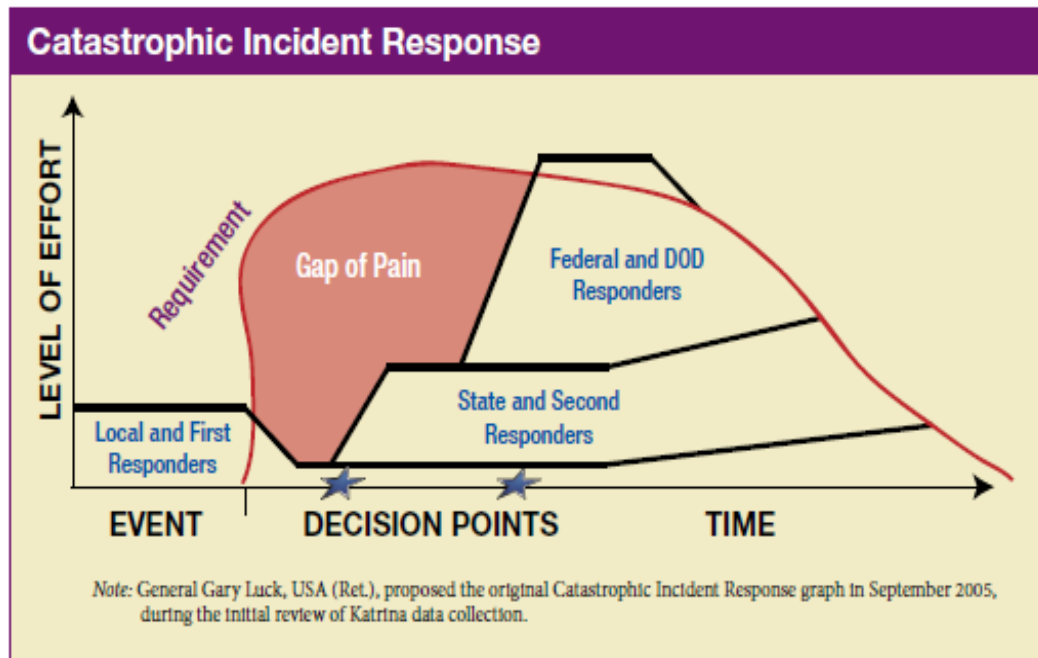 Catastrophic Incident Response
LEVEL OF EFFORT
Requirement
Gap of Pain
Federal and DOD
Responders
State and Second
Responders
Local and First
Responders
EVENT
DECISION POINTS
TIME
Note: General Gary Luck, USA (Ret.), proposed the original Catastrophic Incident Response graph in September 2005,
during the initial review of Katrina data collection.